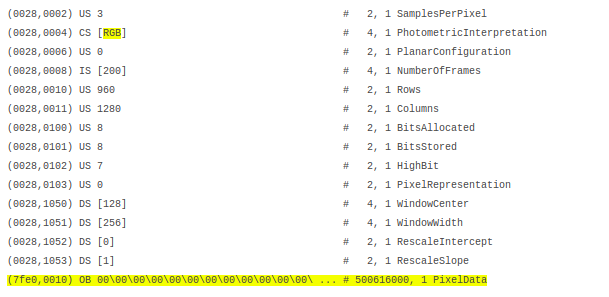 (0028,0002) US 3 # 2, 1 SamplesPerPixel
(0028,0004) CS [RGB] # 4, 1 PhotometricInterpretation
(0028,0006) US 0 # 2, 1 PlanarConfiguration
(0028,0008) IS [200] # 4, 1 NumberOfFrames
(0028,0010) US 960 # 2, 1 Rows
(0028,0011) US 1280 # 2, 1 Columns
(0028,0100) US 8 # 2, 1 BitsAllocated
(0028,0101) US 8 # 2, 1 BitsStored
(0028,0102) US 7 # 2, 1 HighBit
(0028,0103) US 0 # 2, 1 PixelRepresentation
(0028,1050) DS [128] # 4, 1 WindowCenter
(0028,1051) DS [256] # 4, 1 WindowWidth
(0028,1052) DS [0] # 2, 1 RescaleIntercept
(0028,1053) DS [1] # 2, 1 RescaleSlope
(7fe0,0010) OB 00\00\00\00\00\00\00\00\00\00\00\00\ ... # 500616000, 1 PixelData